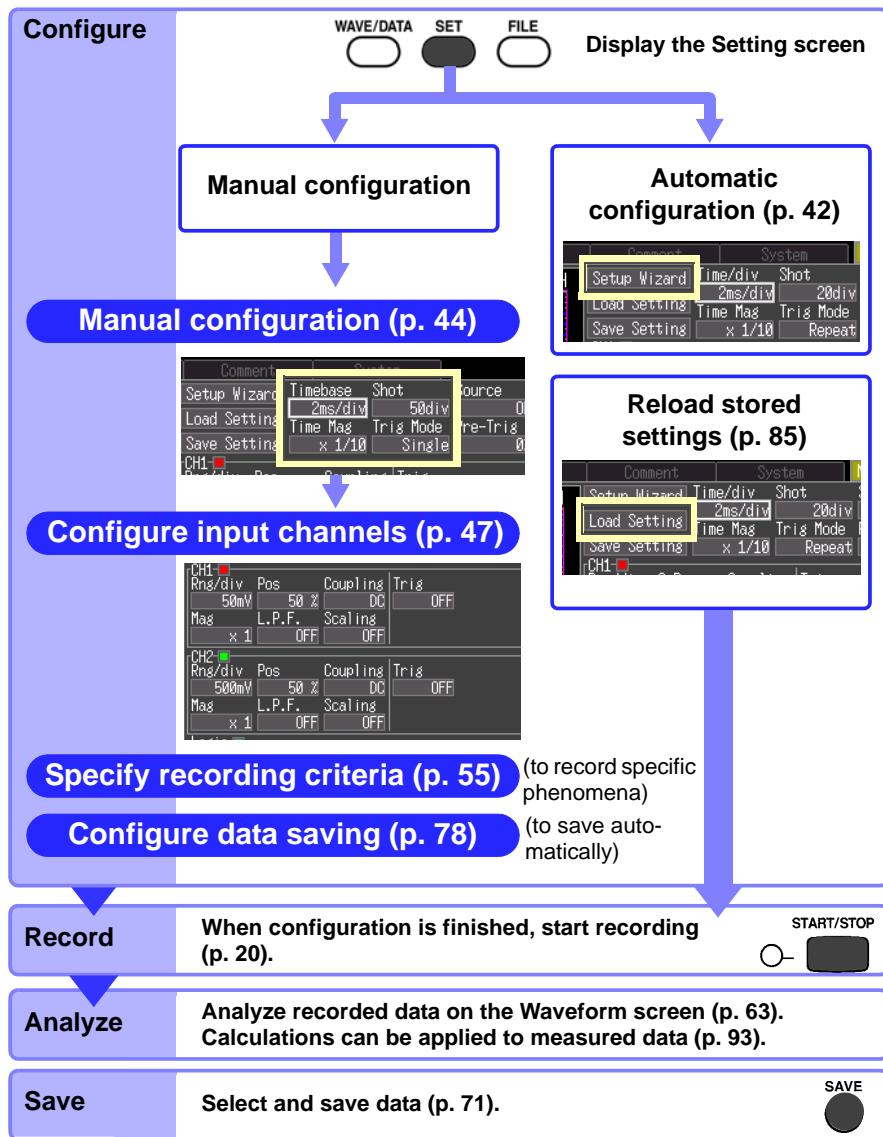 Configure
WAVE/DATA SET FILE
Display the Setting screen
Manual configuration
Automatic
configuration (p. 42)
Comment System
Setup Wizard Time/div Shot
2ms/div 20div
Load Setting Time Mag Trig Mode
Save Setting x 1/10 Repeat
Manual configuration (p. 44)
Comment System
Setup Wizard Timebase Shot Source
2ms/div 50div
Load Setting Time Mag Trig Mode Pre-Trig
Save Setting x 1/10 Single
CH1
Rng/div Pos Coupling Trig
Reload stored
settings (p. 85)
Comment System
Setup Wizard Time/div Shot
2ms/div 20div
Load Setting Time Mag Trig Mode
Save Setting x 1/10 Repeat
CH1
Configure input channels (p. 47)
CH1
Rng/div Pos Coupling Trig
50mV 50 % DC OFF
Mag L.P.F. Scaling
x 1 OFF OFF
CH2
Rng/div Pos Coupling Trig
500mV 50 % DC OFF
Mag L.P.F. Scaling
x 1 OFF OFF
Specify recording criteria (p. 55)
(to record specific
phenomena)
Configure data saving (p. 78)
(to save auto-
matically)
Record
When configuration is finished, start recording
(p. 20).
START/STOP
Analyze
Analyze recorded data on the Waveform screen (p. 63).
Calculations can be applied to measured data (p. 93).
Save
Select and save data (p. 71).
SAVE